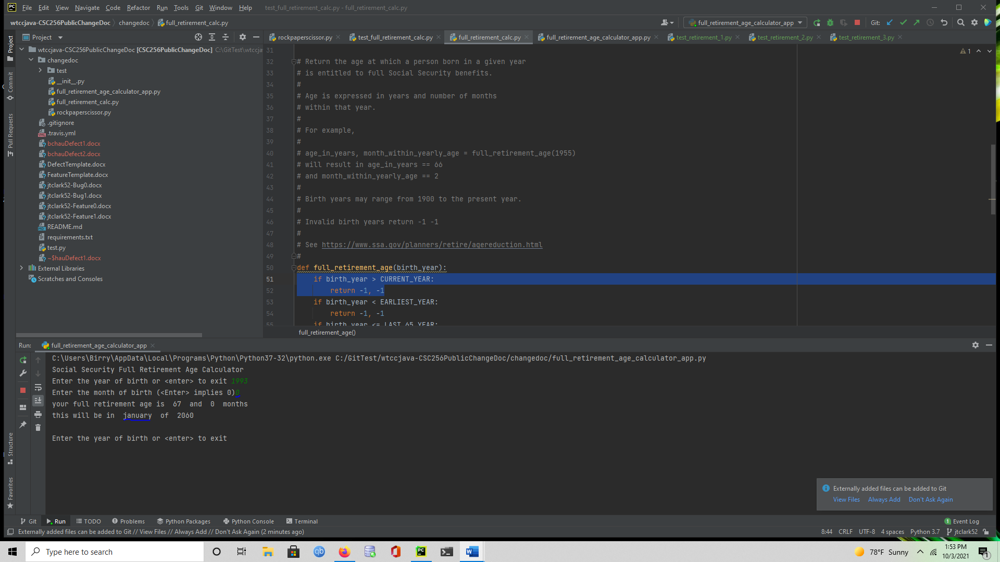 File Edit View Navigate Code Refactor Run Tools Git Window Help test_full_retirement_calc.py - full_retirement_calc.py
wtccjava-CSC256PublicChangeDoc changedoc full_retirement_calc.py
full_retirement_age_calculator_app Git:
Project
rockpaperscissor.py test_full_retirement_calc.py full_retirement_calc.py full_retirement_age_calculator_app.py test_retirement_1.py test_retirement_2.py test_retirement_3.py
Project
Commit
Pull Requests
Structure
Favorites
wtccjava-CSC256PublicChangeDoc [CSC256PublicChangeDoc] C:\GitTest\wtccja
changedoc
test
__init__.py
full_retirement_age_calculator_app.py
full_retirement_calc.py
rockpaperscissor.py
.gitignore
.travis.yml
bchauDefect1.docx
bchauDefect2.docx
DefectTemplate.docx
FeatureTemplate.docx
jtclark52-Bug0.docx
jtclark52-Bug1.docx
jtclark52-Feature0.docx
jtclark52-Feature1.docx
README.md
requirements.txt
test.py
~$hauDefect1.docx
External Libraries
Scratches and Consoles
1
31
32 # Return the age at which a person born in a given year
33 # is entitled to full Social Security benefits.
34 #
35 # Age is expressed in years and number of months
36 # within that year.
37 #
38 # For example,
39 #
40 # age_in_years, month_within_yearly_age = full_retirement_age(1955)
41 # will result in age_in_years == 66
42 # and month_within_yearly_age == 2
43 #
44 # Birth years may range from 1900 to the present year.
45 #
46 # Invalid birth years return -1 -1
47 #
48 # See https://www.ssa.gov/planners/retire/agereduction.html
49 #
50 def full_retirement_age(birth_year):
51 if birth_year > CURRENT_YEAR:
52 return -1, -1
53 if birth_year < EARLIEST_YEAR:
54 return -1, -1
55 if birth_year <= LAST_65_YEAR:
full_retirement_age()
Run: full_retirement_age_calculator_app
C:\Users\Birry\AppData\Local\Programs\Python\Python37-32\python.exe C:/GitTest/wtccjava-CSC256PublicChangeDoc/changedoc/full_retirement_age_calculator_app.py
Social Security Full Retirement Age Calculator
Enter the year of birth or <enter> to exit 1993
Enter the month of birth (<Enter> implies 0)0
your full retirement age is 67 and 0 months
this will be in january of 2060
Enter the year of birth or <enter> to exit
Externally added files can be added to Git
View Files Always Add Don't Ask Again
Git Run TODO Problems Python Packages Python Console Terminal 1 Event Log
Externally added files can be added to Git // View Files // Always Add // Don't Ask Again (2 minutes ago) 8:44 CRLF UTF-8 4 spaces Python 3.7 jtclark52
Type here to search
78°F Sunny
1:53 PM
10/3/2021
1